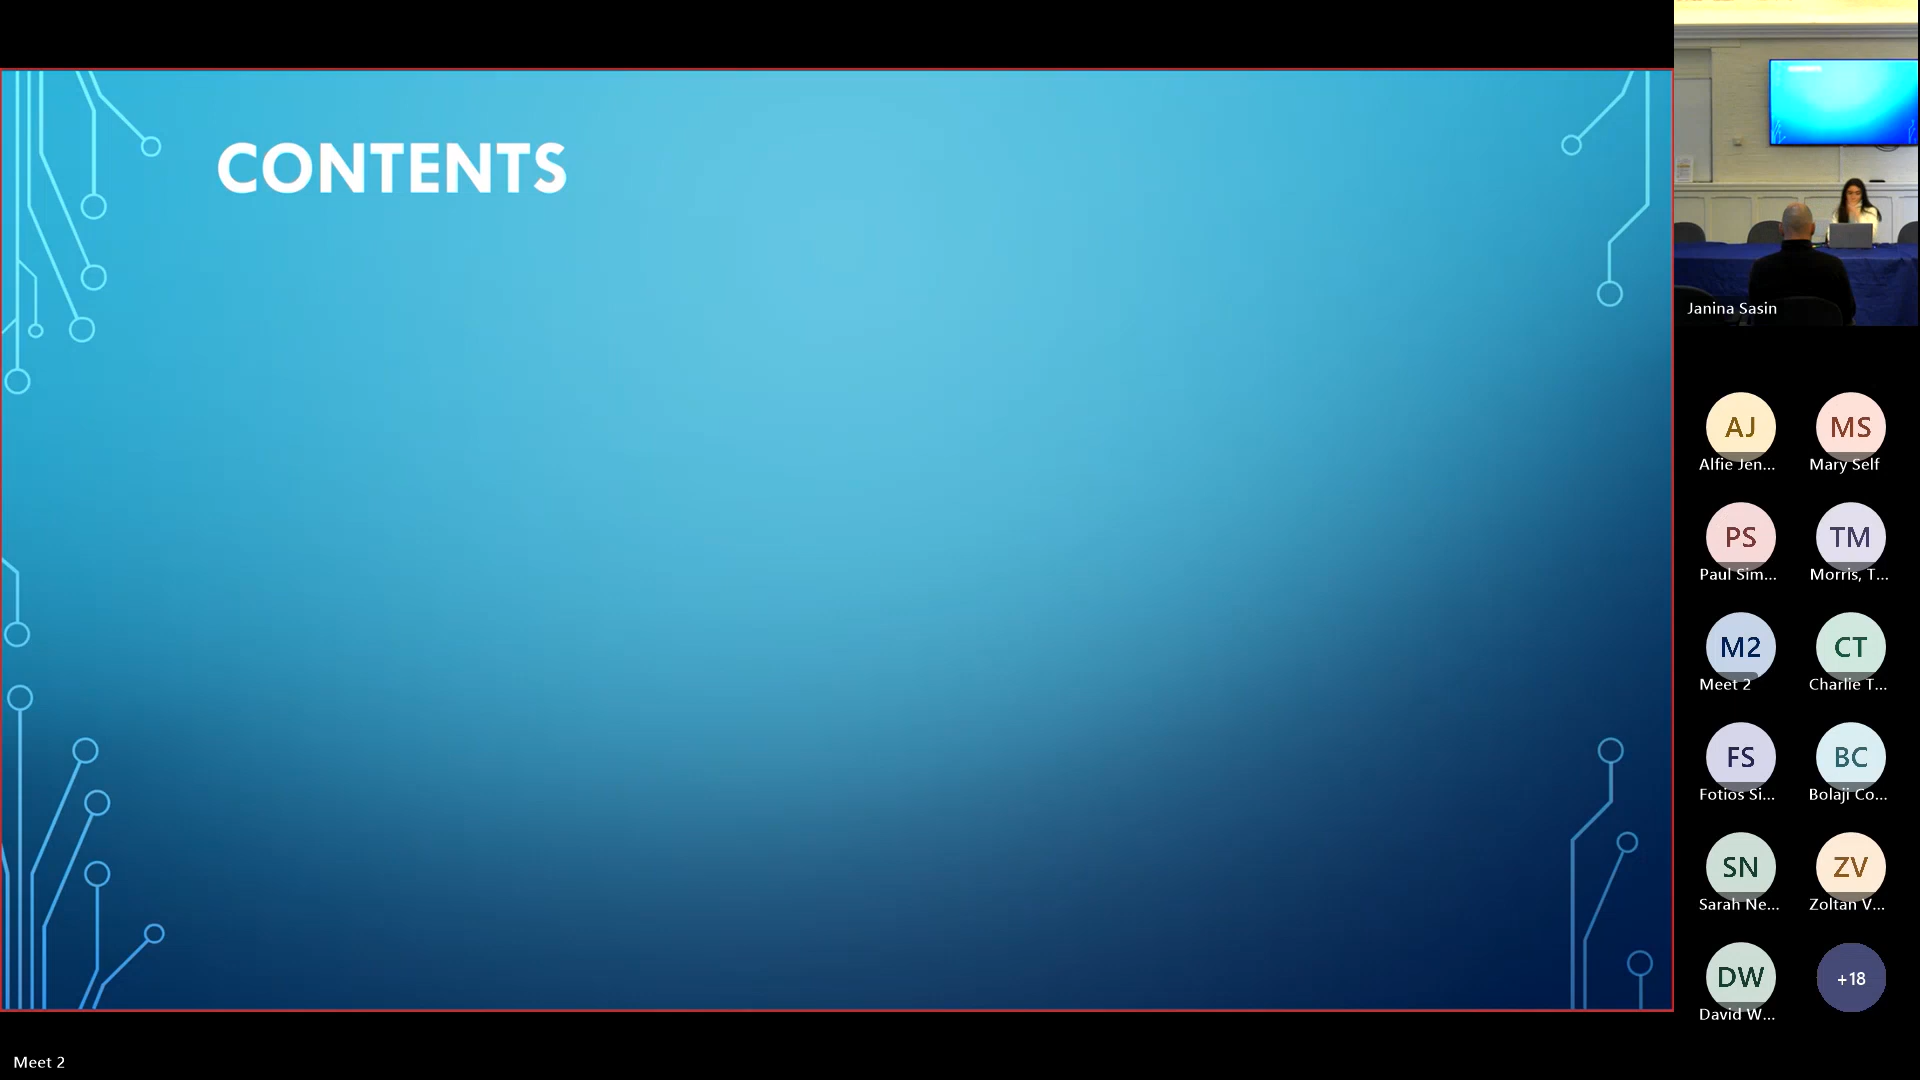 CONTENTS
Janina Sasin
AJ
Alfie Jen...
MS
Mary Self
PS
Paul Sim...
TM
Morris, T...
M2
Meet 2
CT
Charlie T...
FS
Fotios Si...
BC
Bolaji Co...
SN
Sarah Ne...
ZV
Zoltan V...
DW
David W...
+18
Meet 2